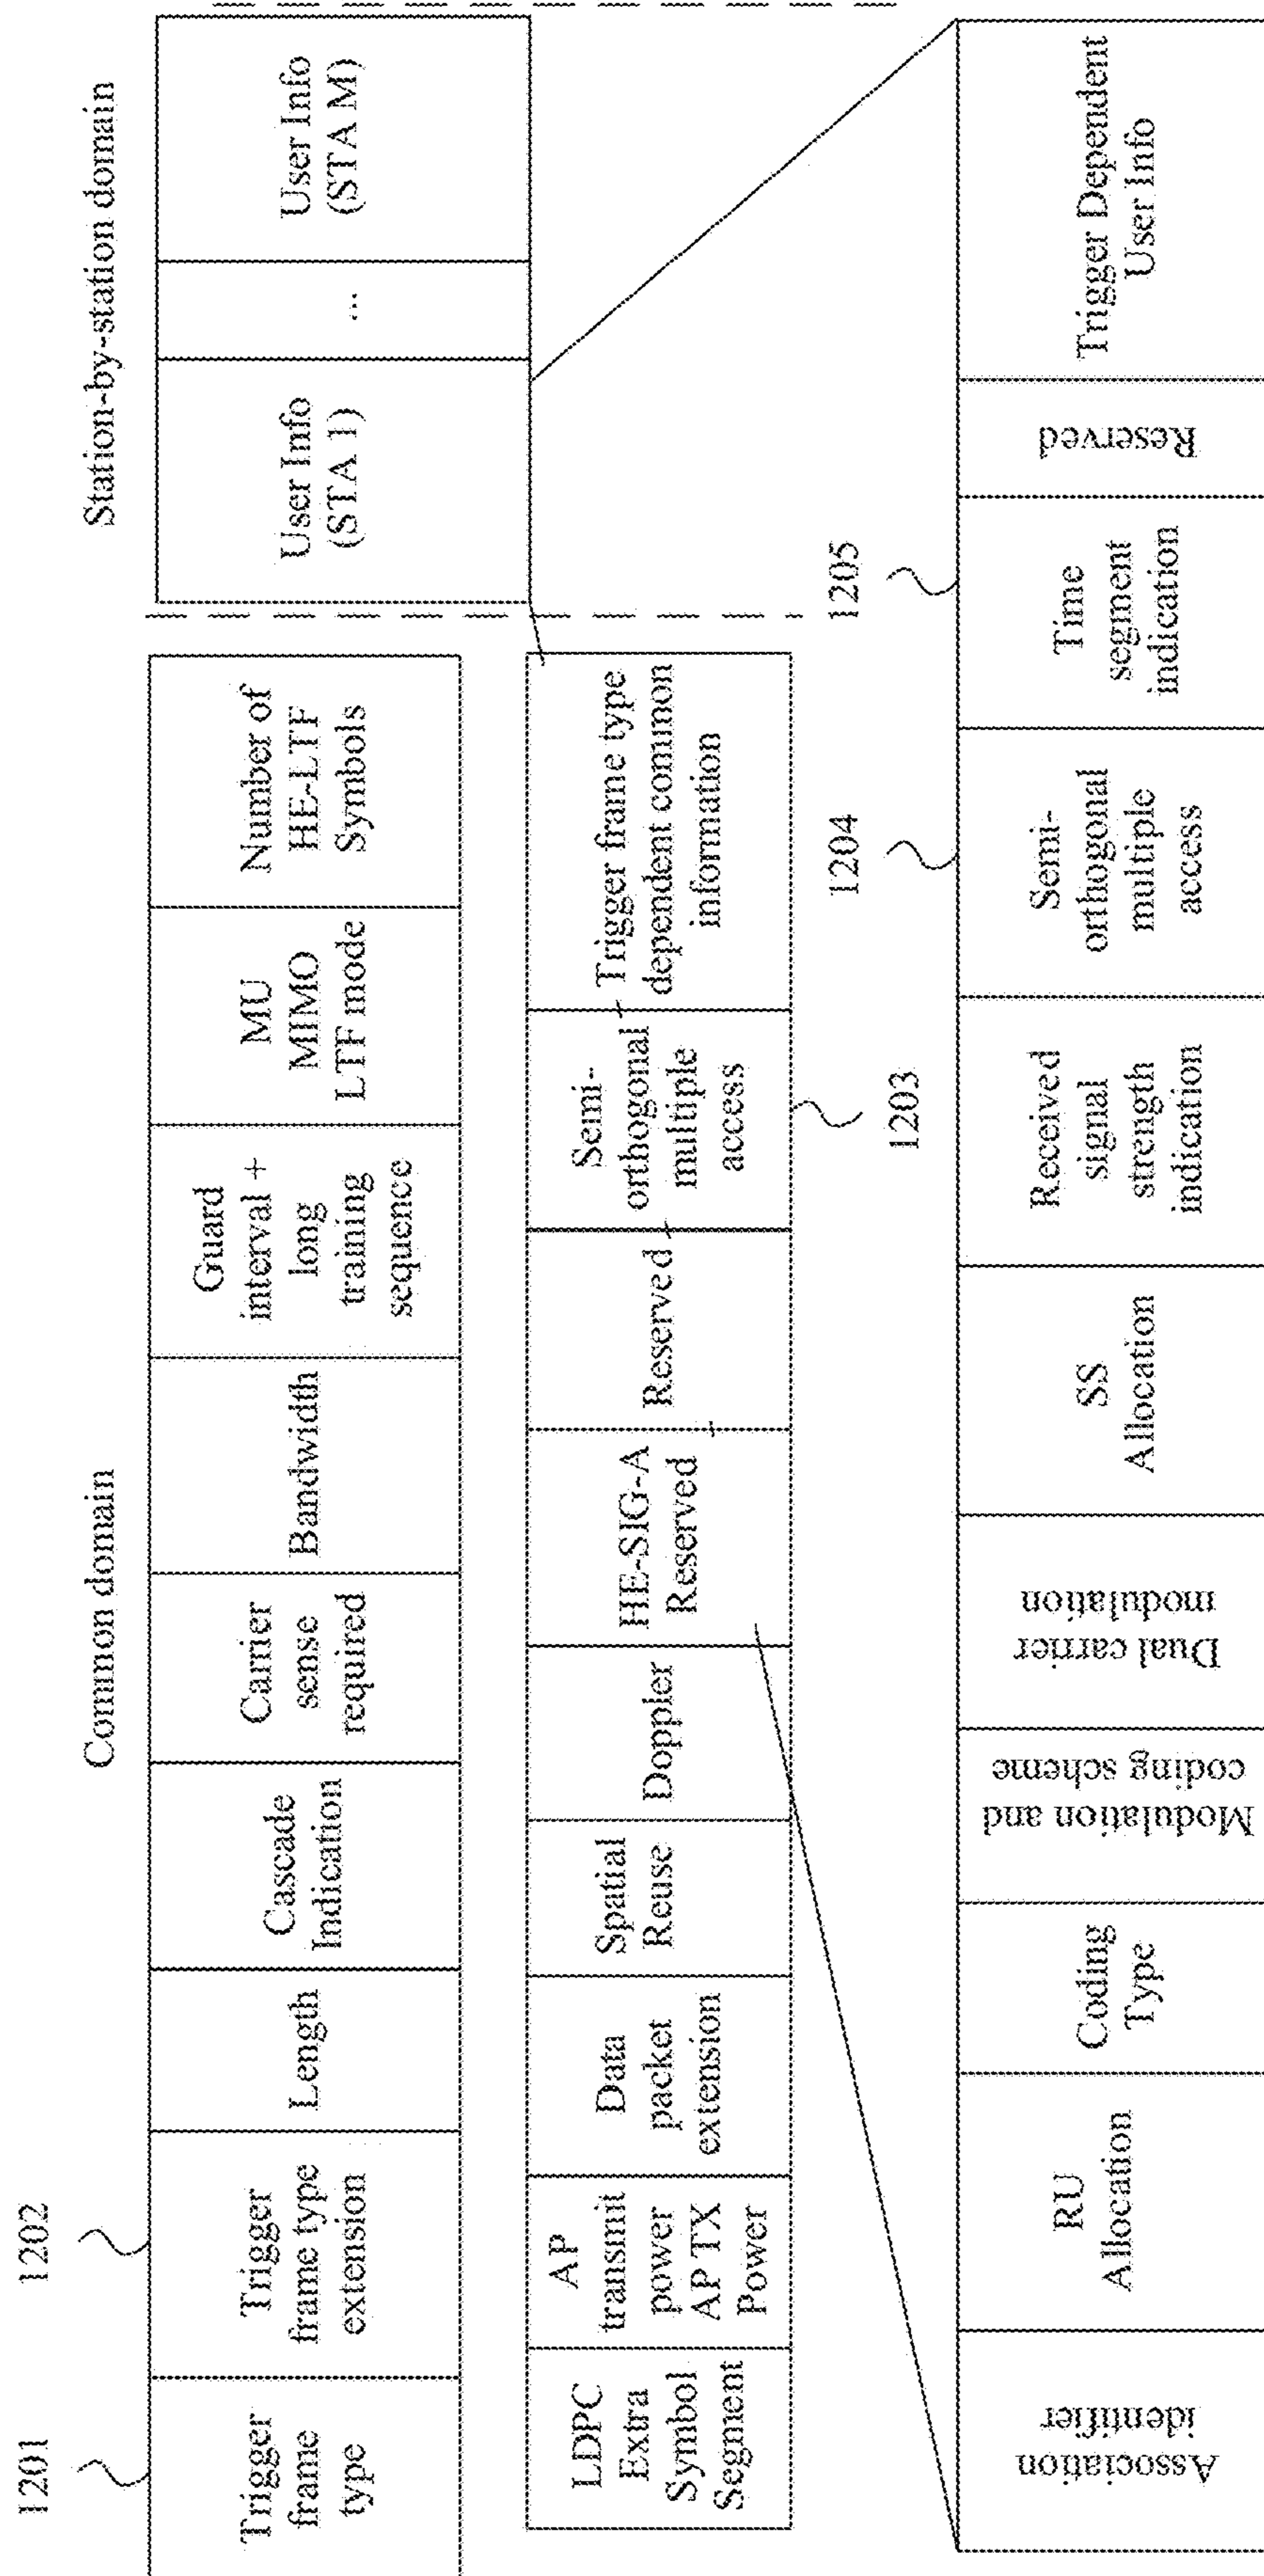 Common domain
Station-by-station domain
1201
1202
Trigger
frame
type
Trigger
frame type
extension
Length
Cascade
Indication
Carrier
sense
required
Bandwidth
Guard
interval +
long
training
sequence
MU
MIMO
LTF mode
Number of
HE-LTF
Symbols
User Info
(STA 1)
...
User Info
(STA M)
LDPC
Extra
Symbol
Segment
AP
transmit
power
AP TX
Power
Data
packet
extension
Spatial
Reuse
Doppler
HE-SIG-A
Reserved
Reserved
Semi-
orthogonal
multiple
access
Trigger frame type
dependent common
information
1203
1204
1205
Association
identifier
RU
Allocation
Coding
Type
Modulation and
coding scheme
Dual carrier
modulation
SS
Allocation
Received
signal
strength
indication
Semi-
orthogonal
multiple
access
Time
segment
indication
Reserved
Trigger Dependent
User Info